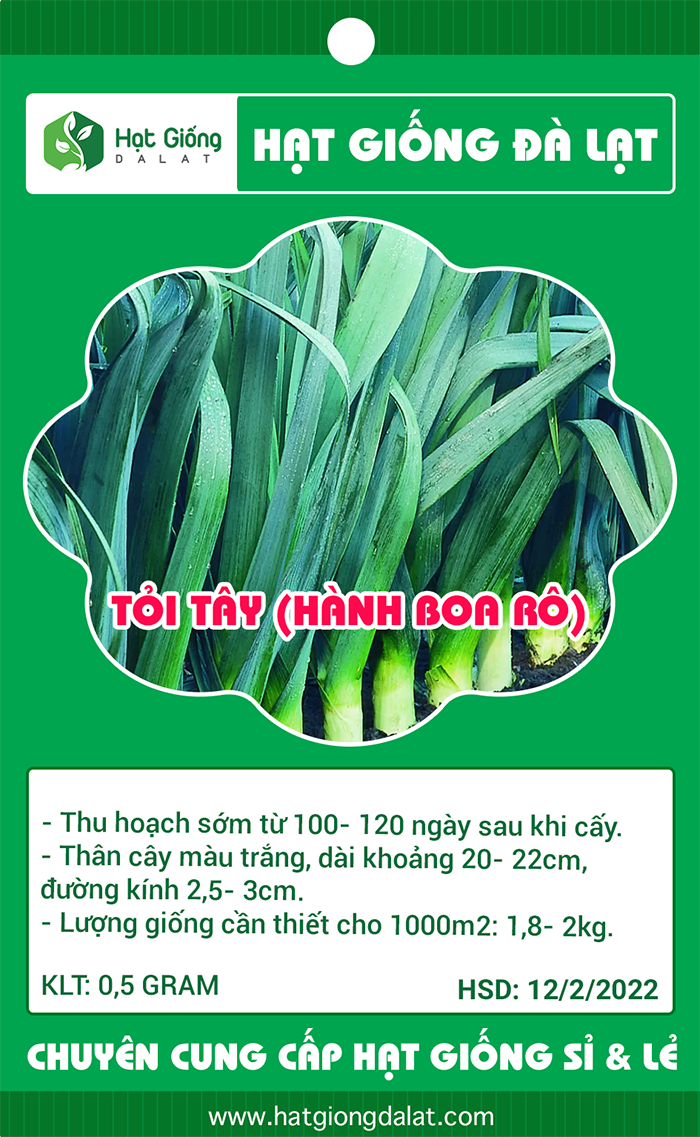 Hạt Giống
DALAT
HẠT GIỐNG ĐÀ LẠT
TỎI TÂY (HÀNH BOA RÔ)
- Thu hoạch sớm từ 100- 120 ngày sau khi cấy.
- Thân cây màu trắng, dài khoảng 20- 22cm,
đường kính 2,5- 3cm.
- Lượng giống cần thiết cho 1000m2: 1,8- 2kg.
KLT: 0,5 GRAM
HSD: 12/2/2022
CHUYÊN CUNG CẤP HẠT GIỐNG SỈ & LẺ
www.hatgiongdalat.com